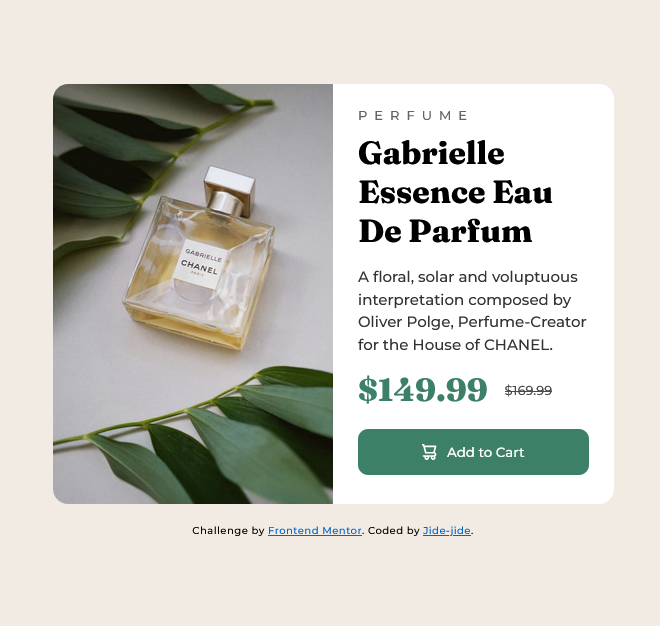 GABRIELLE
CHANEL
PARIS
PERFUME
Gabrielle
Essence Eau
De Parfum
A floral, solar and voluptuous
interpretation composed by
Oliver Polge, Perfume-Creator
for the House of CHANEL.
$149.99 $169.99
Add to Cart
Challenge by Frontend Mentor. Coded by Jide-jide.